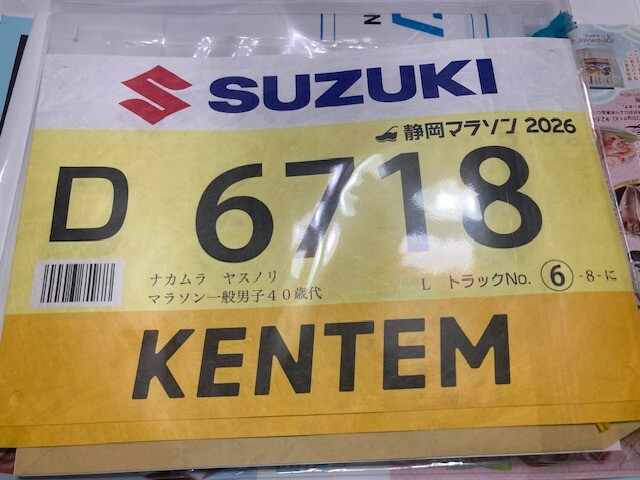 SUZUKI
静岡マラソン 2026
D 6718
ナカムラ ヤスノリ
マラソン一般男子40歳代
L トラックNo. ⑥ -8-に
KENTEM